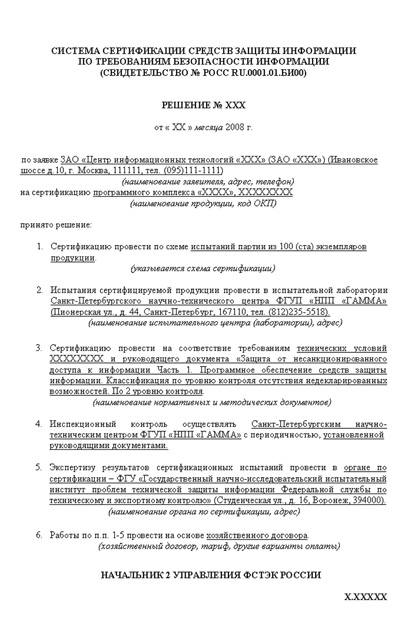 СИСТЕМА СЕРТИФИКАЦИИ СРЕДСТВ ЗАЩИТЫ ИНФОРМАЦИИ
ПО ТРЕБОВАНИЯМ БЕЗОПАСНОСТИ ИНФОРМАЦИИ
(СВИДЕТЕЛЬСТВО № РОСС RU.0001.01.БИ00)
РЕШЕНИЕ № XXX
от « XX » месяца 2008 г.
по заявке ЗАО «Центр информационных технологий «XXX» (ЗАО «XXX») (Ивановское
шоссе д.10, г. Москва, 111111, тел. (095)111-1111)
(наименование заявителя, адрес, телефон)
на сертификацию программного комплекса «XXXX», XXXXXXXX
(наименование продукции, код ОКП)
принято решение:
1. Сертификацию провести по схеме испытаний партии из 100 (ста) экземпляров
продукции.
(указывается схема сертификации)
2. Испытания сертифицируемой продукции провести в испытательной лаборатории
Санкт-Петербургского научно-технического центра ФГУП «НПП «ГАММА»
(Пионерская ул., д. 44, Санкт-Петербург, 167110, тел. (812)235-5518).
(наименование испытательного центра (лаборатории), адрес)
3. Сертификацию провести на соответствие требованиям технических условий
XXXXXXXX и руководящего документа «Защита от несанкционированного
доступа к информации Часть 1. Программное обеспечение средств защиты
информации. Классификация по уровню контроля отсутствия недекларированных
возможностей. По 2 уровню контроля.
(наименование нормативных и методических документов)
4. Инспекционный контроль осуществлять Санкт-Петербургским научно-
техническим центром ФГУП «НПП «ГАММА» с периодичностью, установленной
руководящими документами.
5. Экспертизу результатов сертификационных испытаний провести в органе по
сертификации – ФГУ «Государственный научно-исследовательский испытательный
институт проблем технической защиты информации Федеральной службы по
техническому и экспортному контролю» (Студенческая ул., д. 16, Воронеж, 394000).
(наименование органа по сертификации, адрес)
6. Работы по п.п. 1-5 провести на основе хозяйственного договора.
(хозяйственный договор, тариф, другие варианты оплаты)
НАЧАЛЬНИК 2 УПРАВЛЕНИЯ ФСТЭК РОССИИ
X.XXXXX